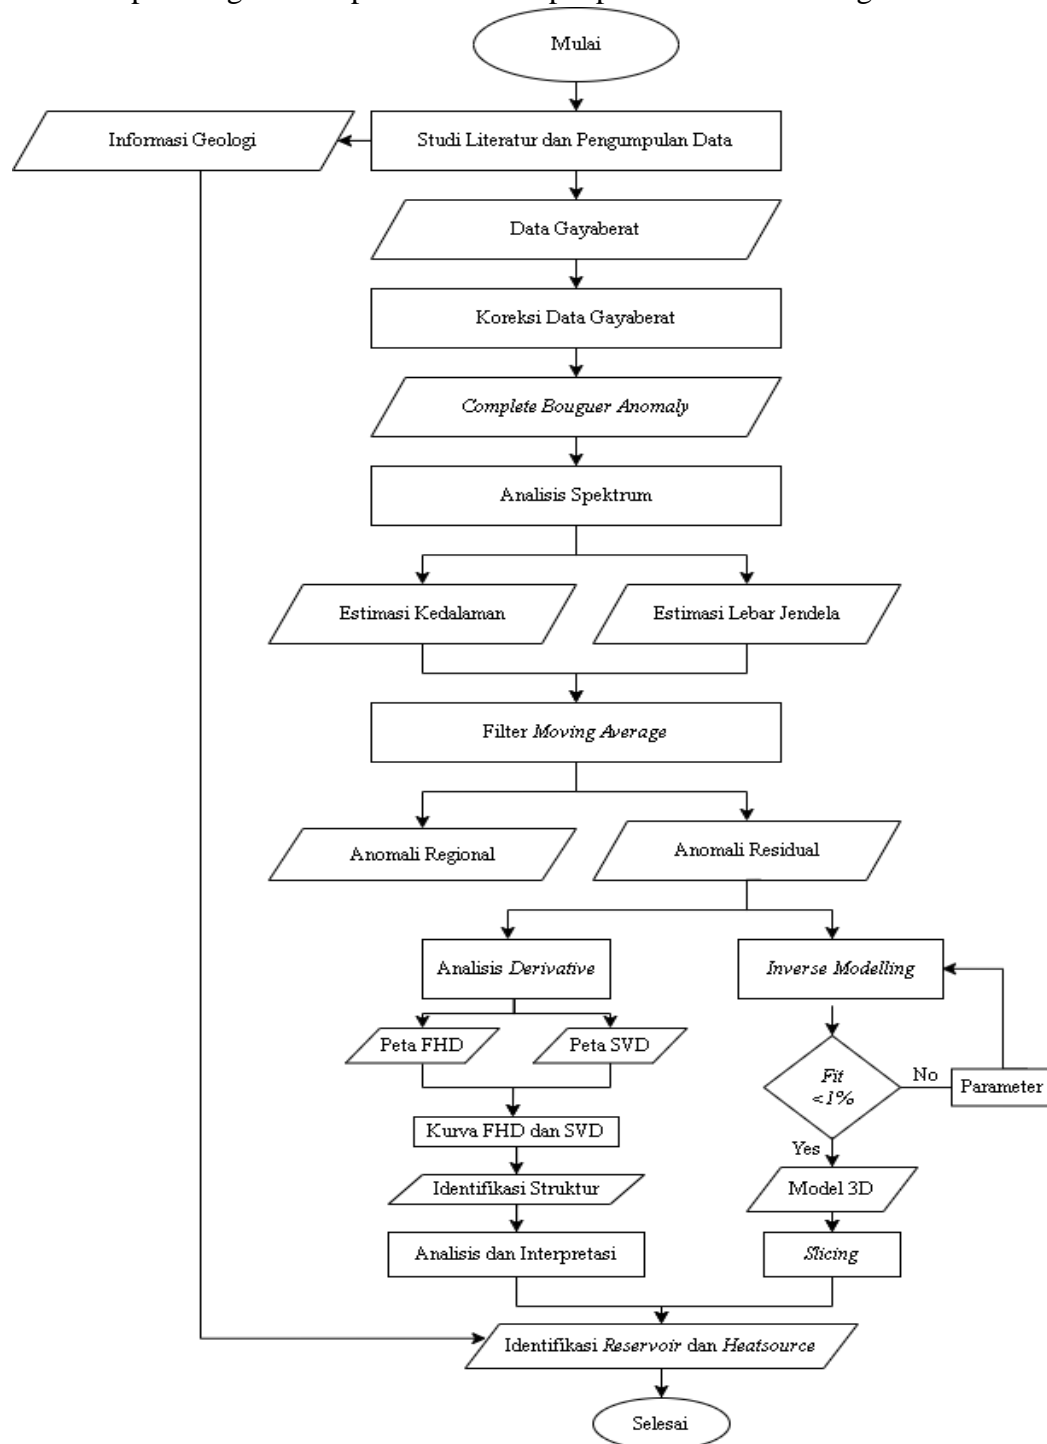 Mulai
Informasi Geologi
Studi Literatur dan Pengumpulan Data
Data Gayaberat
Koreksi Data Gayaberat
Complete Bouguer Anomaly
Analisis Spektrum
Estimasi Kedalaman
Estimasi Lebar Jendela
Filter Moving Average
Anomali Regional
Anomali Residual
Analisis Derivative
Inverse Modelling
Peta FHD
Peta SVD
Fit
<1%
No
Parameter
Kurva FHD dan SVD
Yes
Identifikasi Struktur
Model 3D
Analisis dan Interpretasi
Slicing
Identifikasi Reservoir dan Heatsource
Selesai